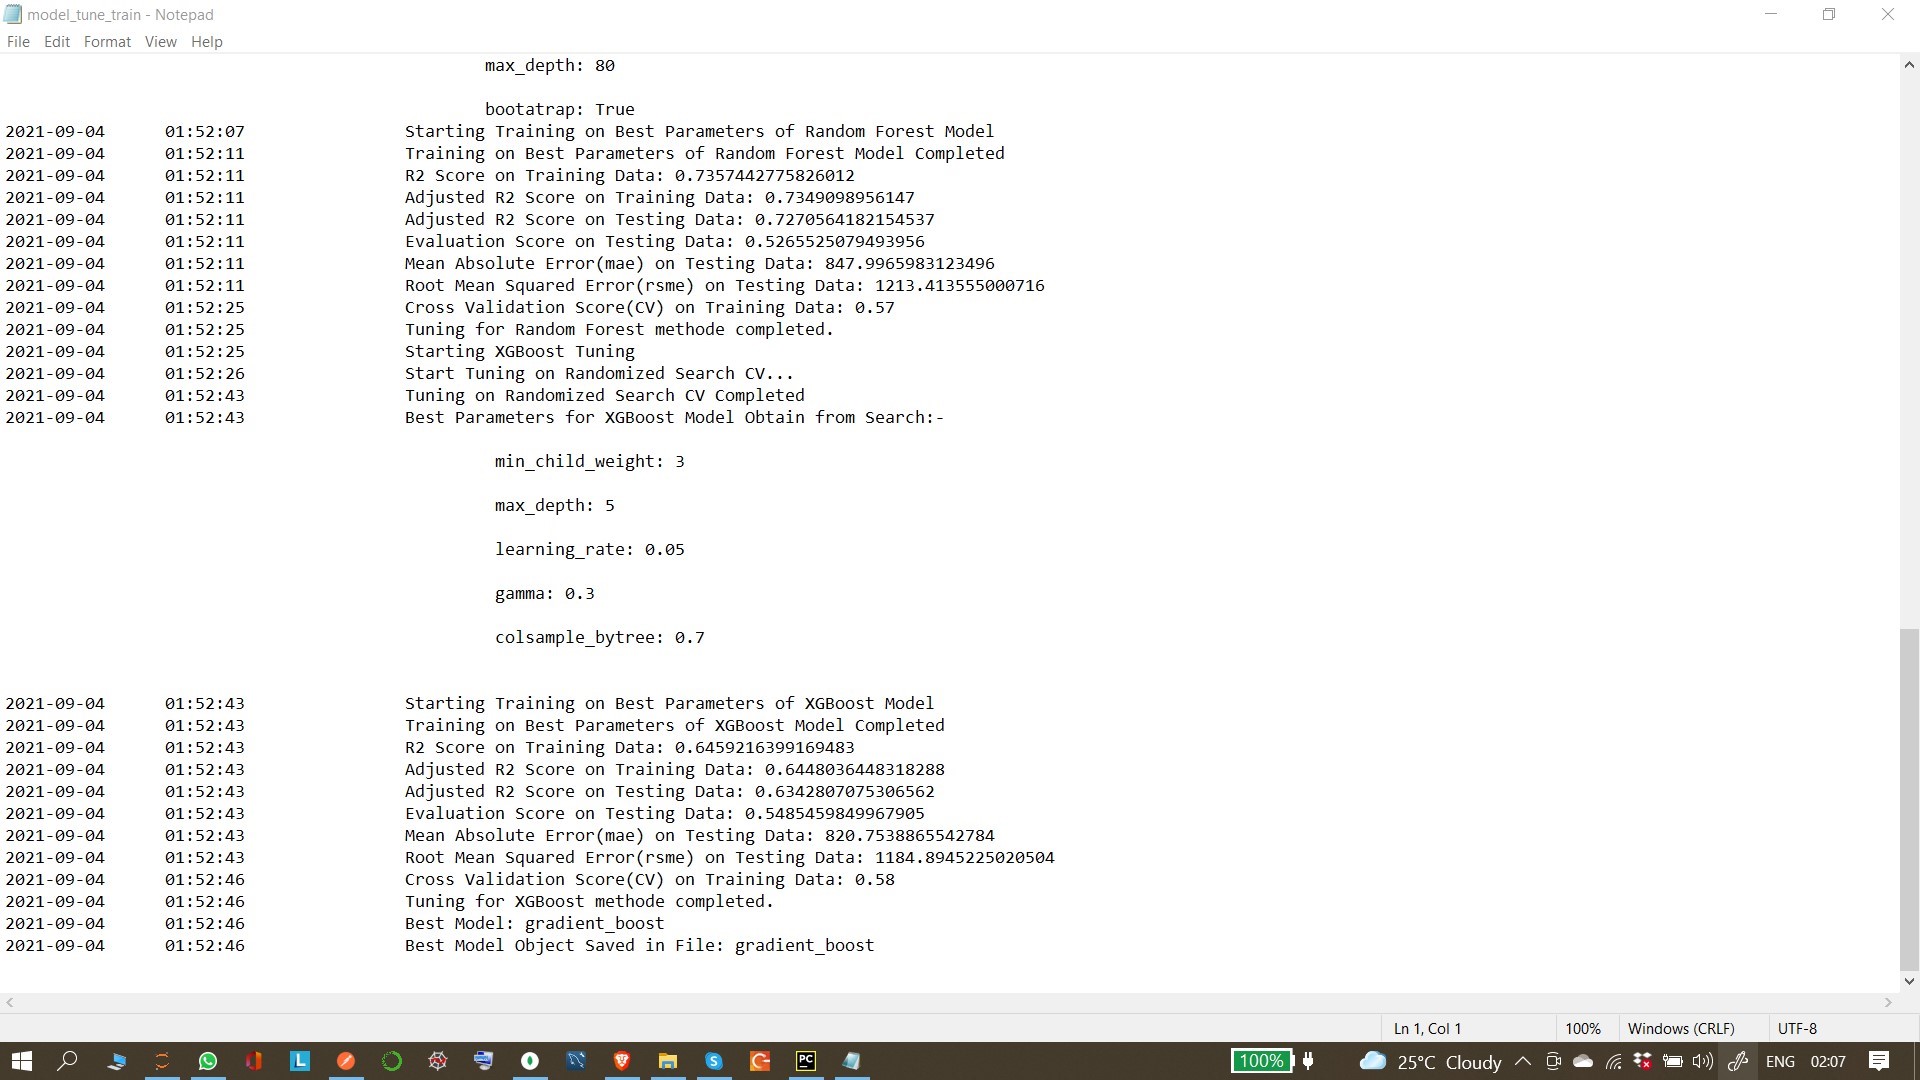 model_tune_train - Notepad
File Edit Format View Help
max_depth: 80
bootatrap: True
2021-09-04 01:52:07 Starting Training on Best Parameters of Random Forest Model
2021-09-04 01:52:11 Training on Best Parameters of Random Forest Model Completed
2021-09-04 01:52:11 R2 Score on Training Data: 0.7357442775826012
2021-09-04 01:52:11 Adjusted R2 Score on Training Data: 0.7349098956147
2021-09-04 01:52:11 Adjusted R2 Score on Testing Data: 0.7270564182154537
2021-09-04 01:52:11 Evaluation Score on Testing Data: 0.5265525079493956
2021-09-04 01:52:11 Mean Absolute Error(mae) on Testing Data: 847.9965983123496
2021-09-04 01:52:11 Root Mean Squared Error(rsme) on Testing Data: 1213.413555000716
2021-09-04 01:52:25 Cross Validation Score(CV) on Training Data: 0.57
2021-09-04 01:52:25 Tuning for Random Forest methode completed.
2021-09-04 01:52:25 Starting XGBoost Tuning
2021-09-04 01:52:26 Start Tuning on Randomized Search CV...
2021-09-04 01:52:43 Tuning on Randomized Search CV Completed
2021-09-04 01:52:43 Best Parameters for XGBoost Model Obtain from Search:-
min_child_weight: 3
max_depth: 5
learning_rate: 0.05
gamma: 0.3
colsample_bytree: 0.7
2021-09-04 01:52:43 Starting Training on Best Parameters of XGBoost Model
2021-09-04 01:52:43 Training on Best Parameters of XGBoost Model Completed
2021-09-04 01:52:43 R2 Score on Training Data: 0.6459216399169483
2021-09-04 01:52:43 Adjusted R2 Score on Training Data: 0.6448036448318288
2021-09-04 01:52:43 Adjusted R2 Score on Testing Data: 0.6342807075306562
2021-09-04 01:52:43 Evaluation Score on Testing Data: 0.5485459849967905
2021-09-04 01:52:43 Mean Absolute Error(mae) on Testing Data: 820.7538865542784
2021-09-04 01:52:43 Root Mean Squared Error(rsme) on Testing Data: 1184.8945225020504
2021-09-04 01:52:46 Cross Validation Score(CV) on Training Data: 0.58
2021-09-04 01:52:46 Tuning for XGBoost methode completed.
2021-09-04 01:52:46 Best Model: gradient_boost
2021-09-04 01:52:46 Best Model Object Saved in File: gradient_boost
Ln 1, Col 1 100% Windows (CRLF) UTF-8
L S PC 100% 25°C Cloudy ENG 02:07